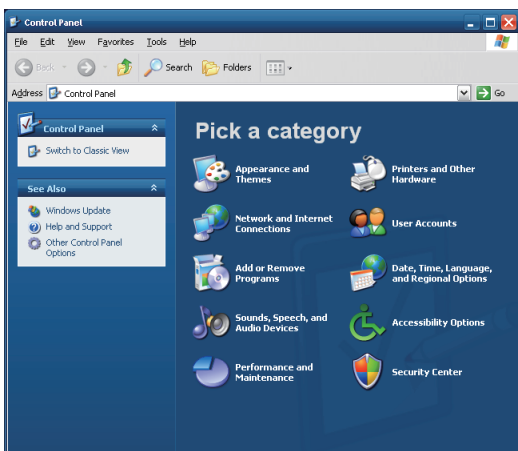 Control Panel
File Edit View Favorites Tools Help
Back Search Folders
Address Control Panel Go
Control Panel
Switch to Classic View
See Also
Windows Update
Help and Support
Other Control Panel
Options
Pick a category
Appearance and
Themes
Printers and Other
Hardware
Network and Internet
Connections
User Accounts
Add or Remove
Programs
Date, Time, Language,
and Regional Options
Sounds, Speech, and
Audio Devices
Accessibility Options
Performance and
Maintenance
Security Center